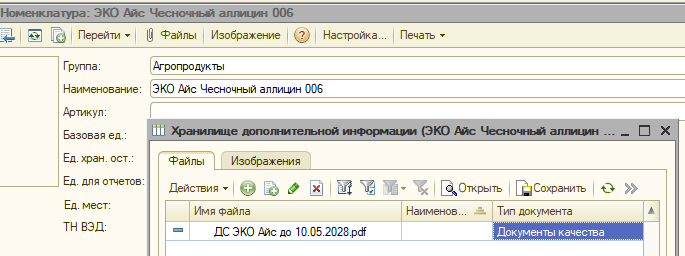 Номенклатура: ЭКО Айс Чесночный аллицин 006
Перейти Файлы Изображение ? Настройка... Печать
Группа: Агропродукты
Наименование: ЭКО Айс Чесночный аллицин 006
Артикул:
Базовая ед.:
Ед. хран. ост.:
Ед. для отчетов:
Ед. мест:
ТН ВЭД:
Хранилище дополнительной информации (ЭКО Айс Чесночный аллицин ...
Файлы Изображения
Действия Открыть Сохранить
Имя файла Наименов... Тип документа
ДС ЭКО Айс до 10.05.2028.pdf Документы качества